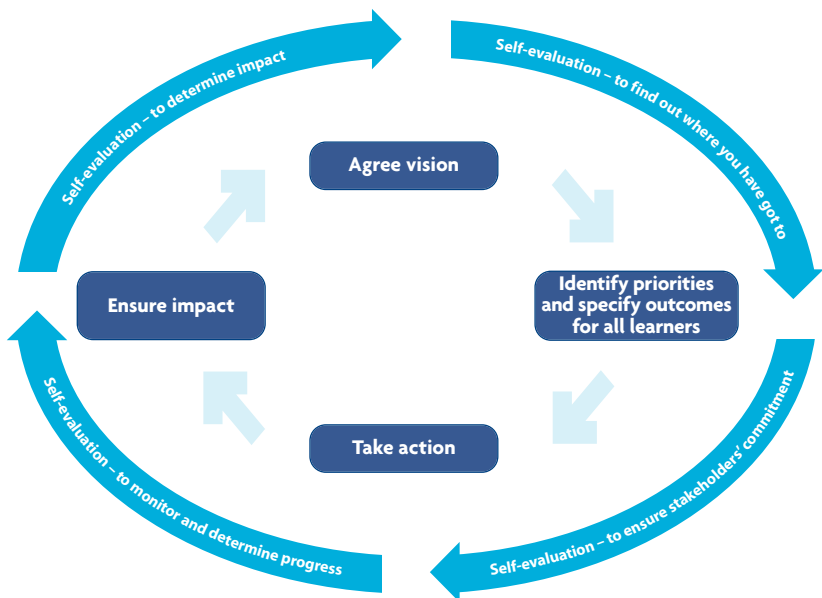 Self-evaluation – to determine impact
Self-evaluation – to find out where you have got to
Agree vision
Ensure impact
Identify priorities
and specify outcomes
for all learners
Take action
Self-evaluation – to monitor and determine progress
Self-evaluation – to ensure stakeholders’ commitment